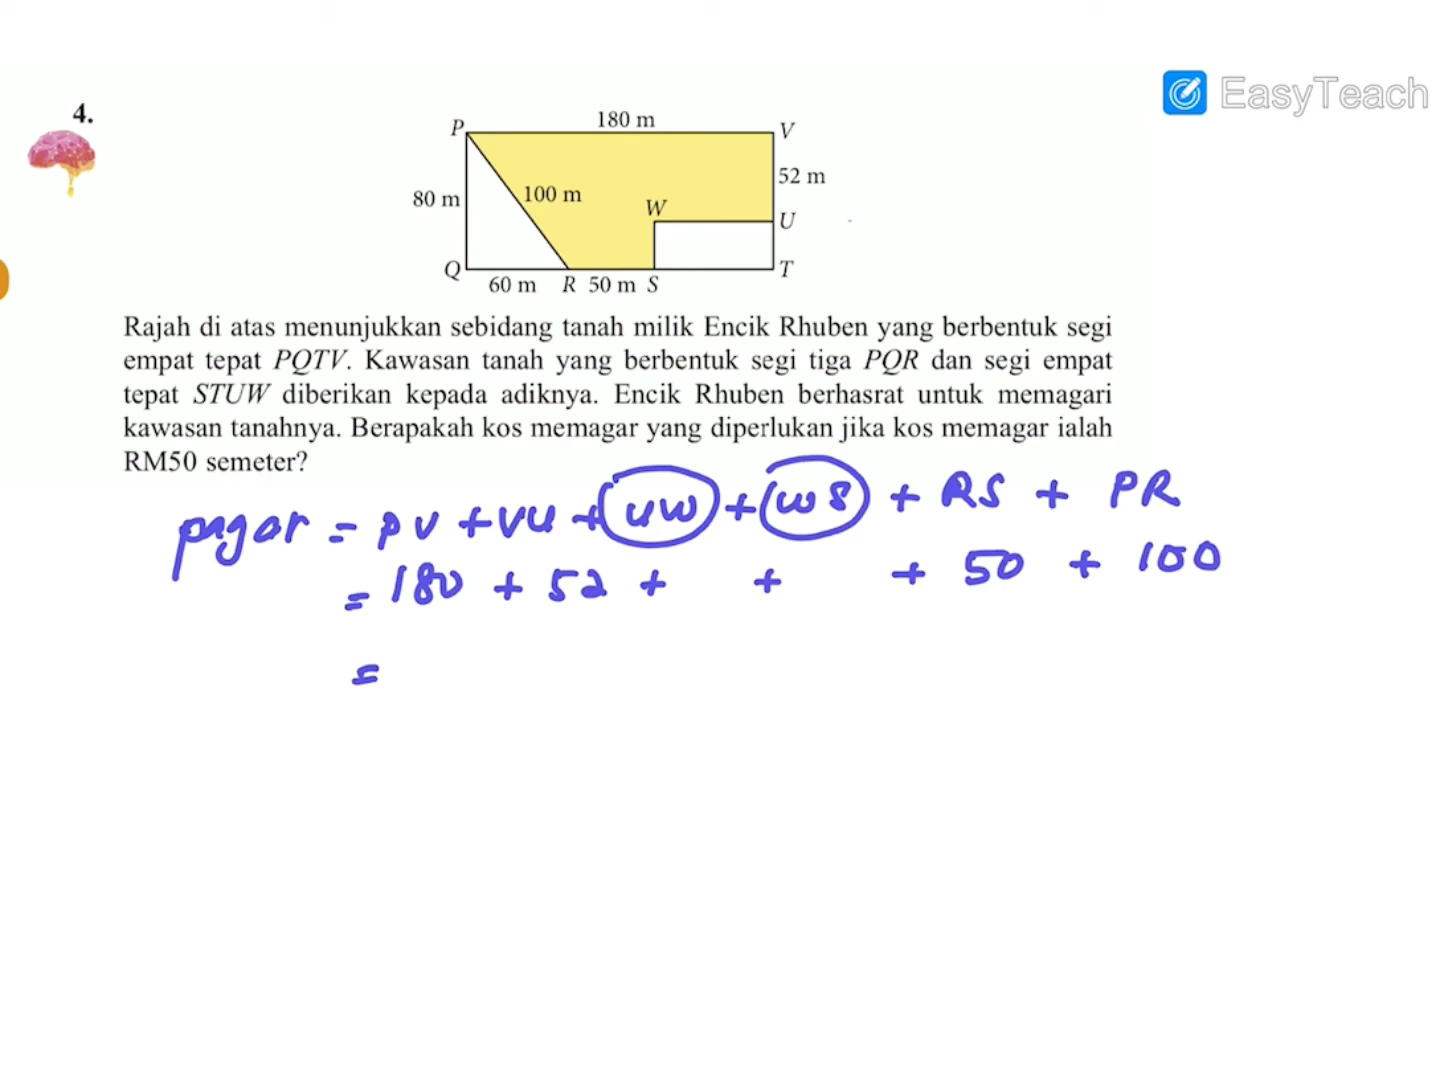 EasyTeach
4.
P 180 m V
52 m
80 m 100 m
W
U
Q T
60 m R 50 m S
Rajah di atas menunjukkan sebidang tanah milik Encik Rhuben yang berbentuk segi
empat tepat PQTV. Kawasan tanah yang berbentuk segi tiga PQR dan segi empat
tepat STUW diberikan kepada adiknya. Encik Rhuben berhasrat untuk memagari
kawasan tanahnya. Berapakah kos memagar yang diperlukan jika kos memagar ialah
RM50 semeter?
pagar = PV + VU + UW + WS + RS + PR
= 180 + 52 + + + 50 + 100
=